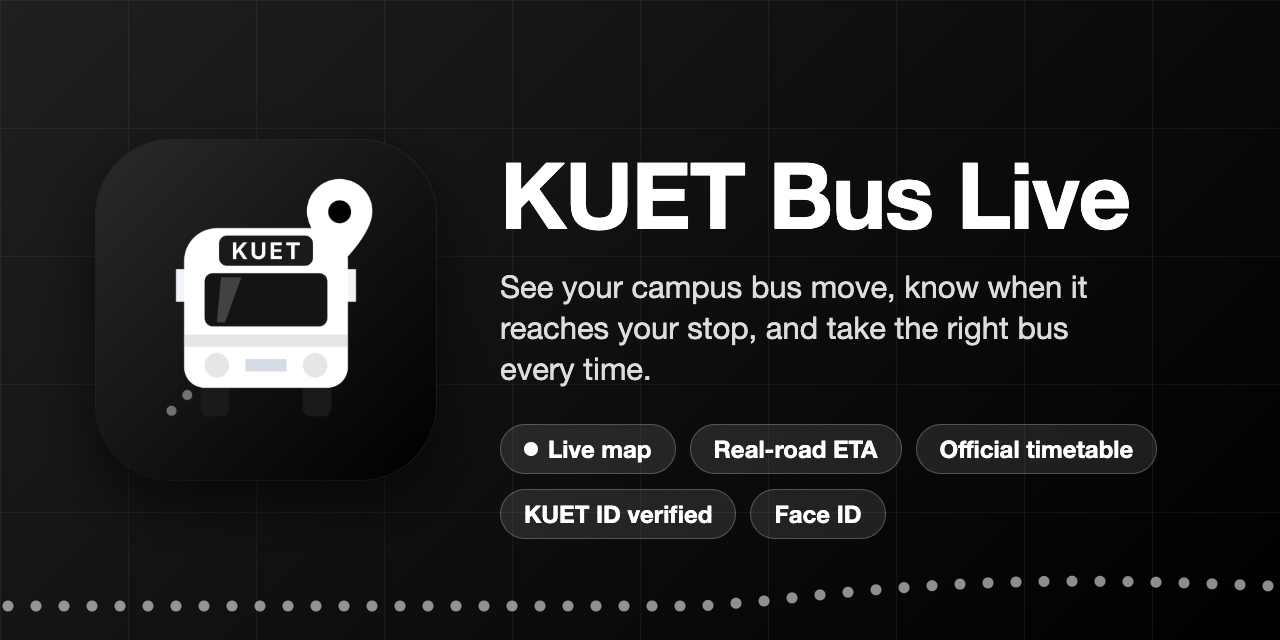 KUET
KUET Bus Live
See your campus bus move, know when it
reaches your stop, and take the right bus
every time.
Live map
Real-road ETA
Official timetable
KUET ID verified
Face ID